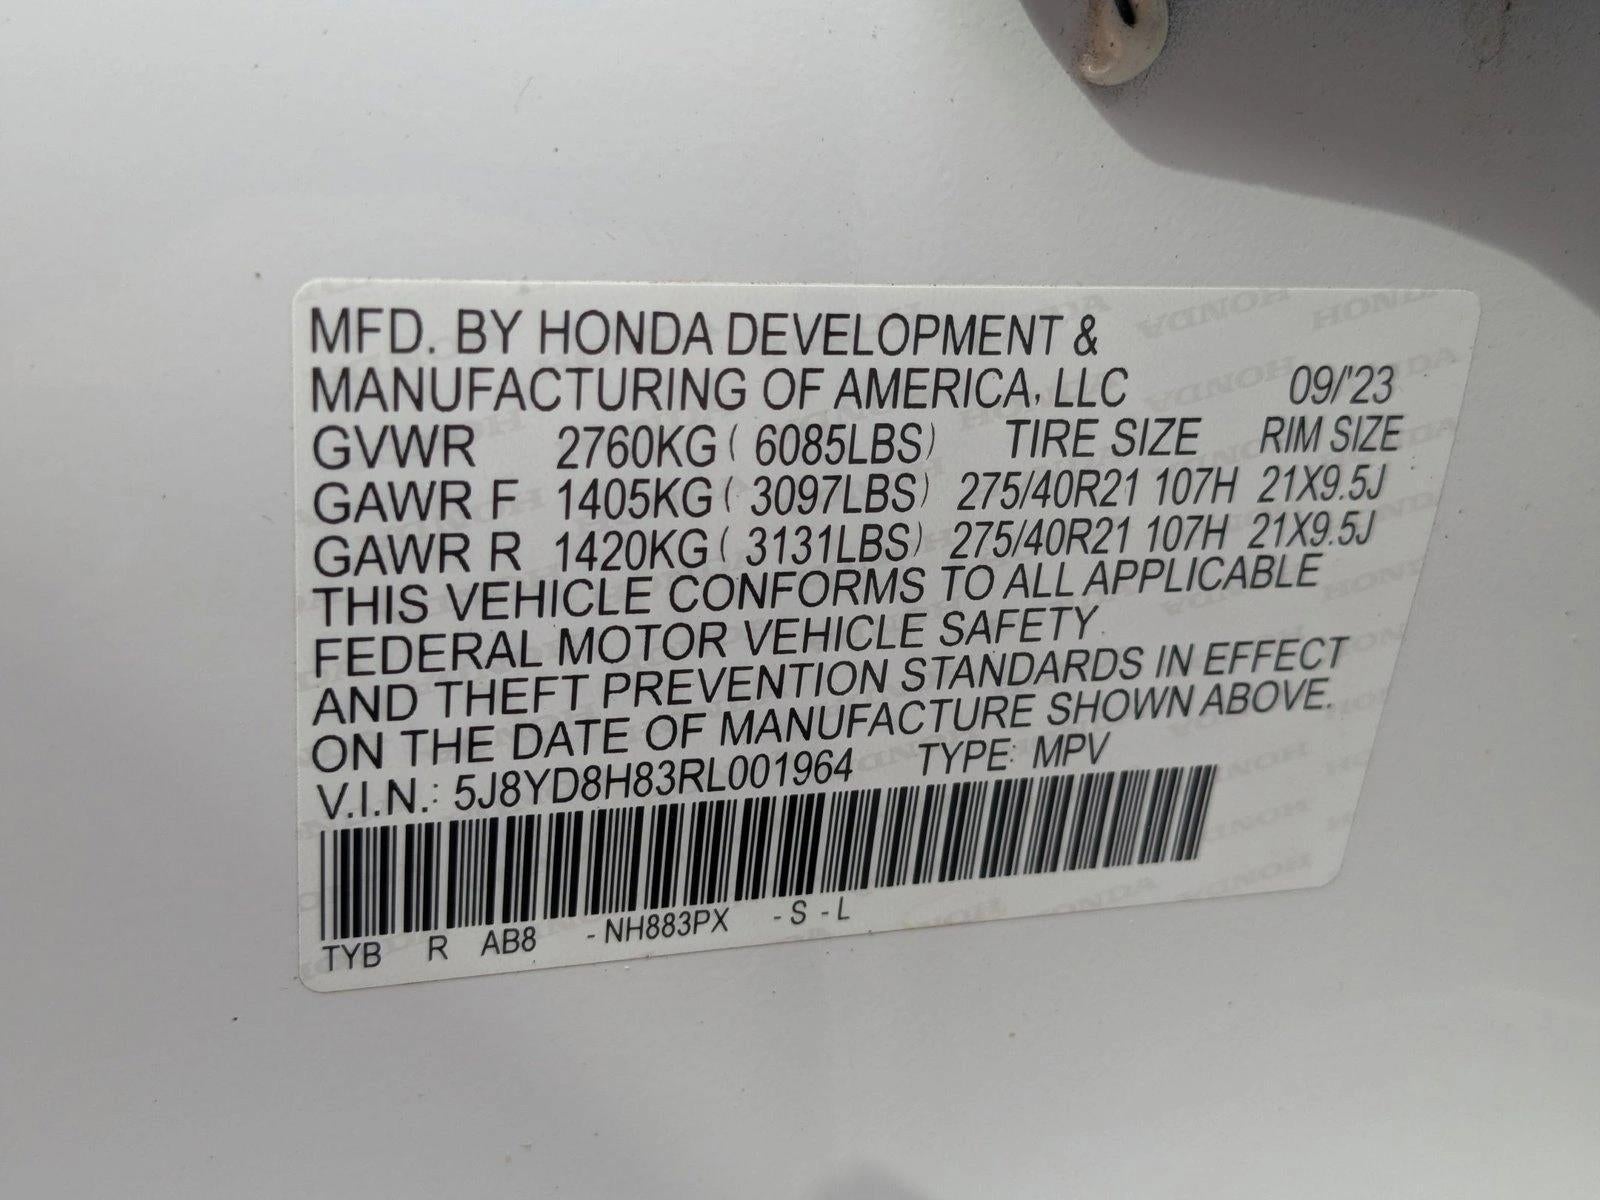 MFD. BY HONDA DEVELOPMENT &
MANUFACTURING OF AMERICA, LLC 09/'23
GVWR 2760KG ( 6085LBS) TIRE SIZE RIM SIZE
GAWR F 1405KG ( 3097LBS) 275/40R21 107H 21X9.5J
GAWR R 1420KG ( 3131LBS) 275/40R21 107H 21X9.5J
THIS VEHICLE CONFORMS TO ALL APPLICABLE
FEDERAL MOTOR VEHICLE SAFETY
AND THEFT PREVENTION STANDARDS IN EFFECT
ON THE DATE OF MANUFACTURE SHOWN ABOVE.
V.I.N.: 5J8YD8H83RL001964 TYPE: MPV
TYB R AB8 - NH883PX - S - L